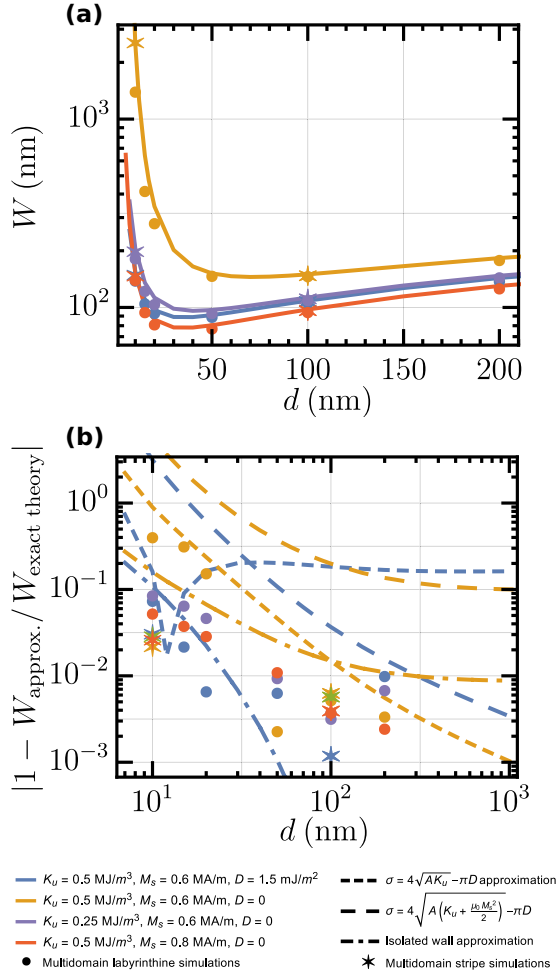 (a)
10³
10²
W (nm)
0 50 100 150 200
d (nm)
(b)
10⁰
10⁻¹
10⁻²
10⁻³
|1 − W_approx./W_exact theory|
10¹ 10² 10³
d (nm)
K_u = 0.5 MJ/m³, M_s = 0.6 MA/m, D = 1.5 mJ/m²
K_u = 0.5 MJ/m³, M_s = 0.6 MA/m, D = 0
K_u = 0.25 MJ/m³, M_s = 0.6 MA/m, D = 0
K_u = 0.5 MJ/m³, M_s = 0.8 MA/m, D = 0
Multidomain labyrinthine simulations
σ = 4√(AK_u) −πD approximation
σ = 4√(A(K_u + μ₀M_s²/2)) −πD
Isolated wall approximation
Multidomain stripe simulations